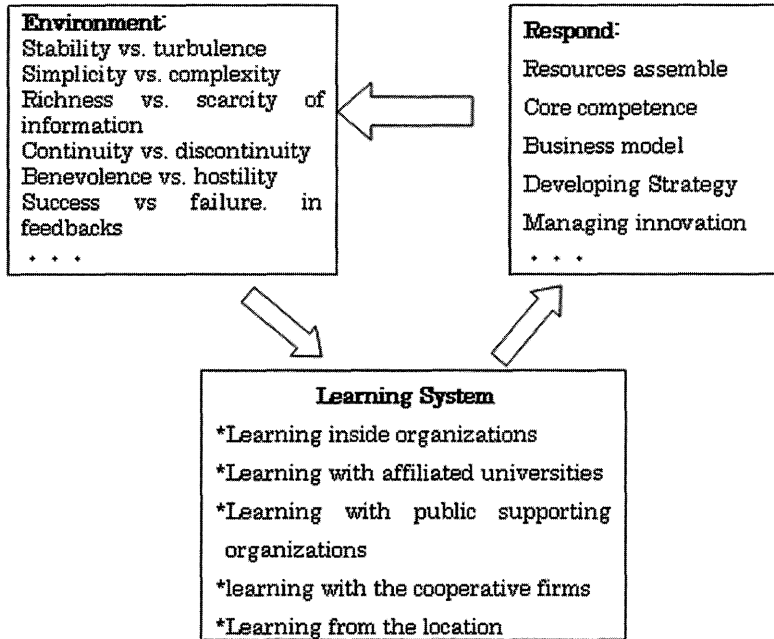 Environment:
Stability vs. turbulence
Simplicity vs. complexity
Richness vs. scarcity of
information
Continuity vs. discontinuity
Benevolence vs. hostility
Success vs failure. in
feedbacks
. . .
Respond:
Resources assemble
Core competence
Business model
Developing Strategy
Managing innovation
. . .
Learning System
*Learning inside organizations
*Learning with affiliated universities
*Learning with public supporting
organizations
*learning with the cooperative firms
*Learning from the location